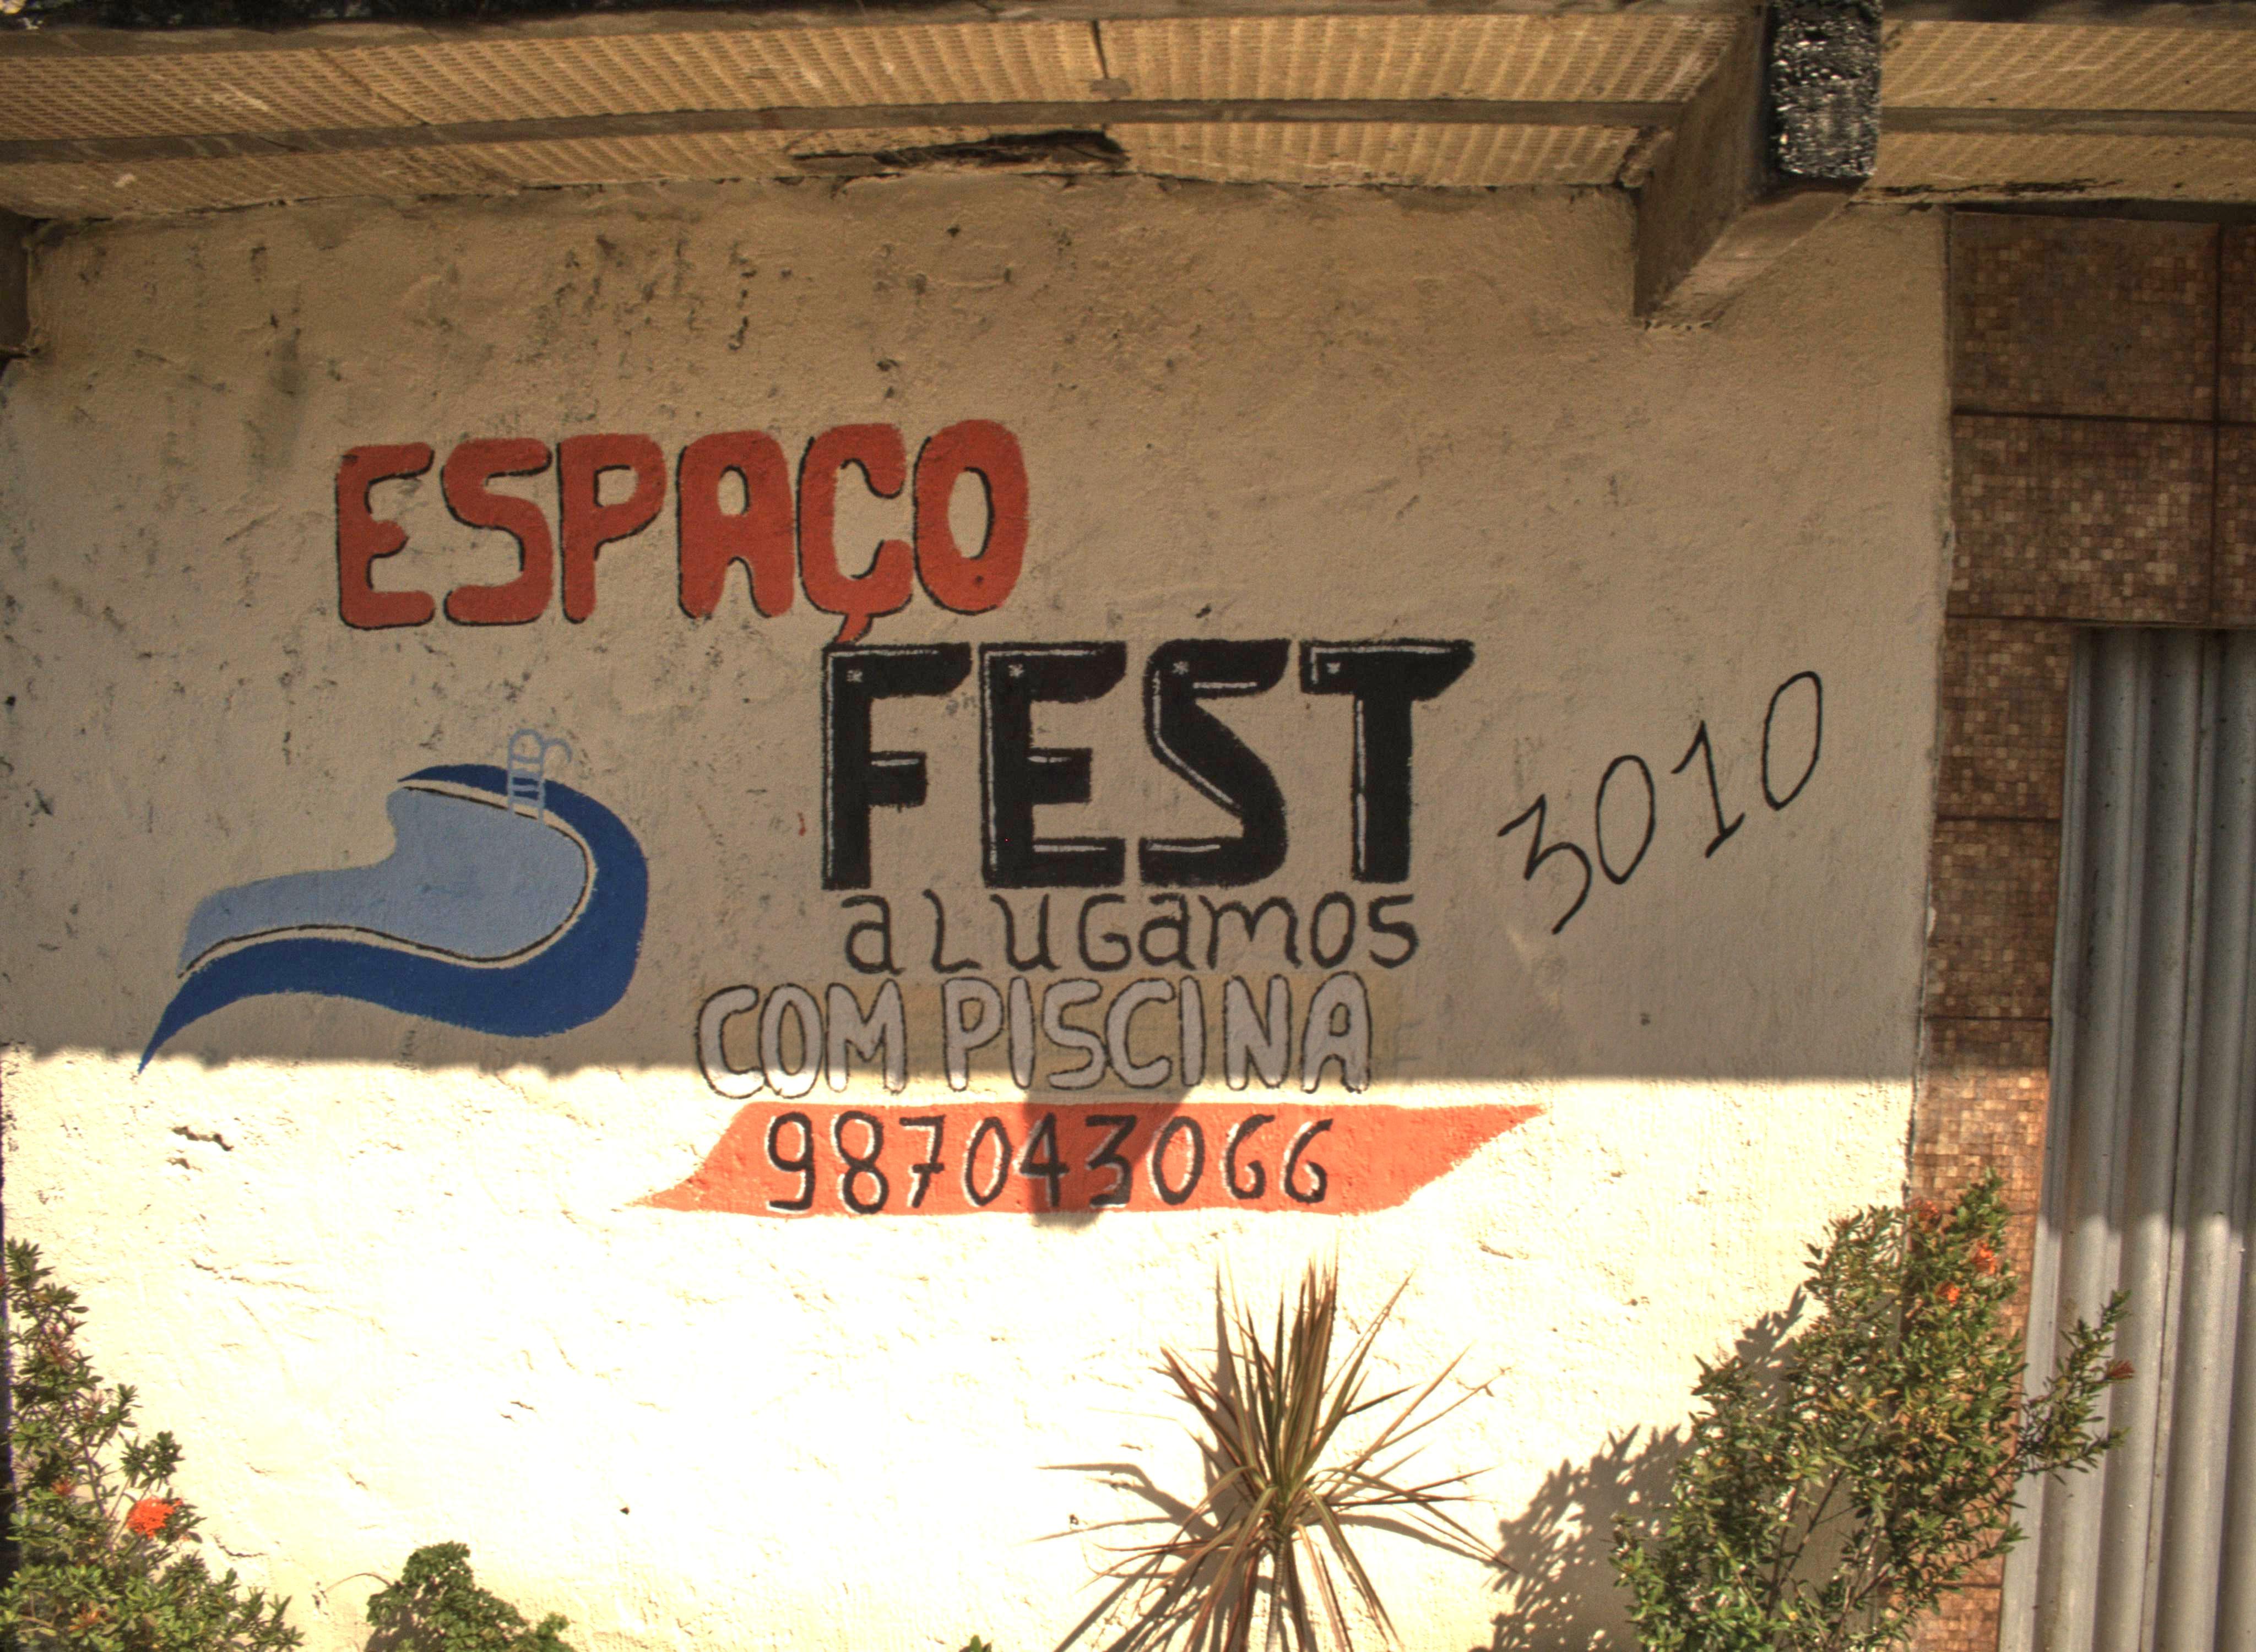 ESPAÇO
FEST
3010
aLuGamos
COM PISCINA
987043066